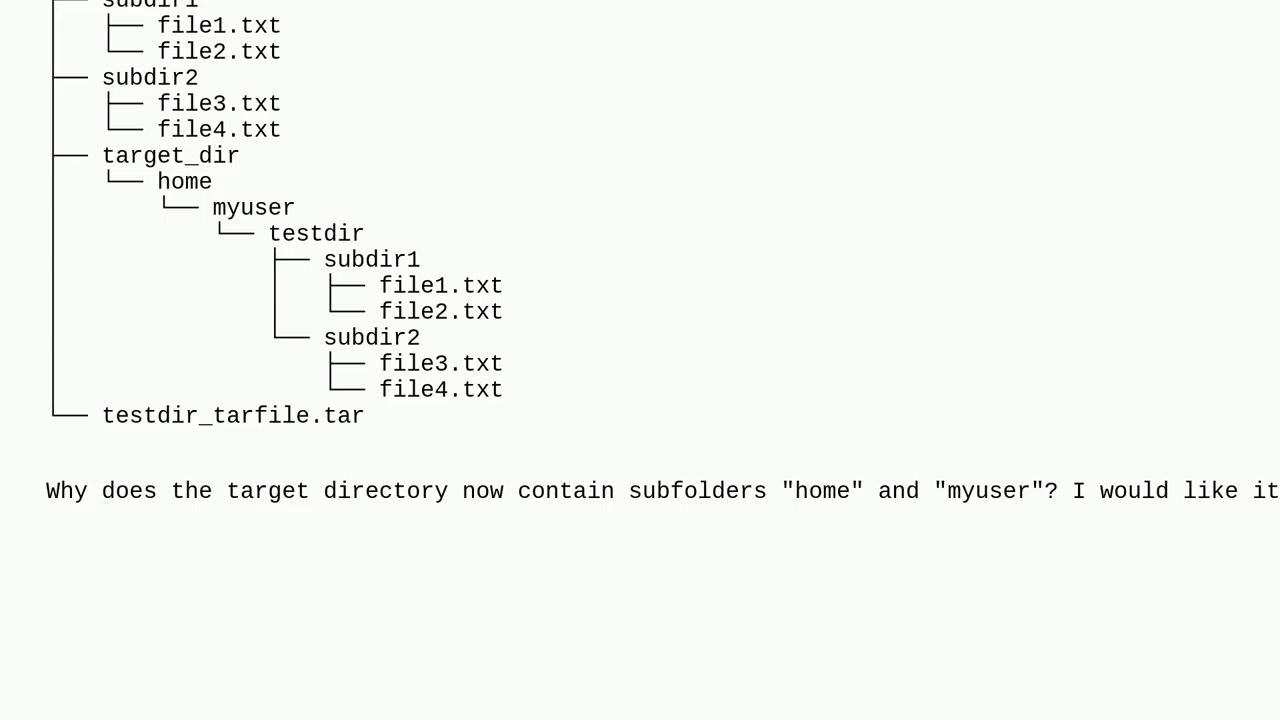 ├── subdir1
│   ├── file1.txt
│   └── file2.txt
├── subdir2
│   ├── file3.txt
│   └── file4.txt
├── target_dir
│   └── home
│       └── myuser
│           └── testdir
│               ├── subdir1
│               │   ├── file1.txt
│               │   └── file2.txt
│               └── subdir2
│                   ├── file3.txt
│                   └── file4.txt
└── testdir_tarfile.tar
Why does the target directory now contain subfolders "home" and "myuser"? I would like it